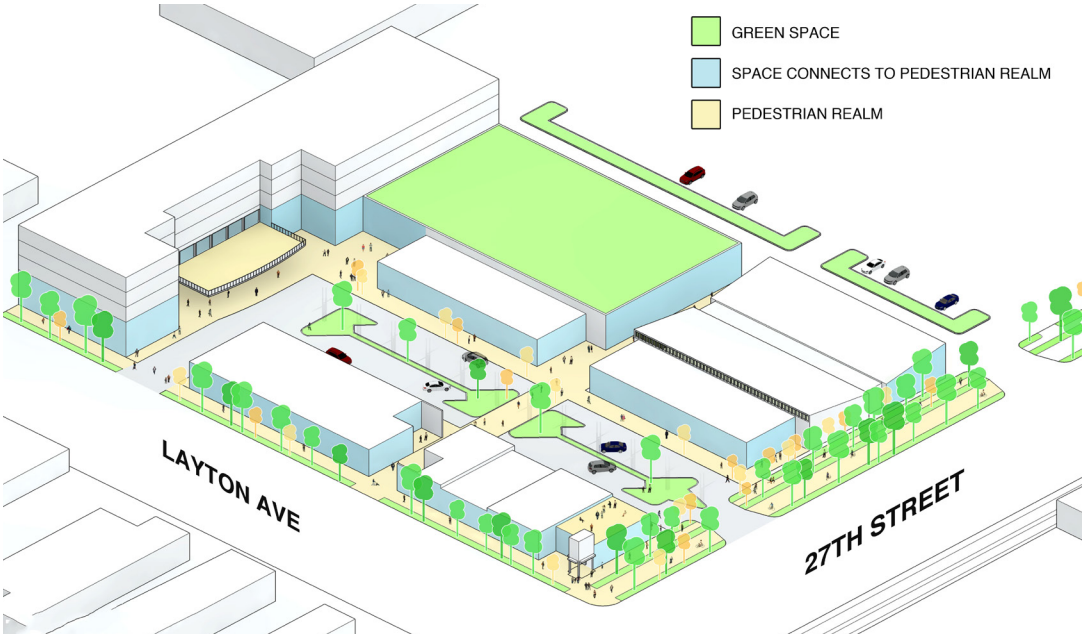 GREEN SPACE
SPACE CONNECTS TO PEDESTRIAN REALM
PEDESTRIAN REALM
LAYTON AVE
27TH STREET